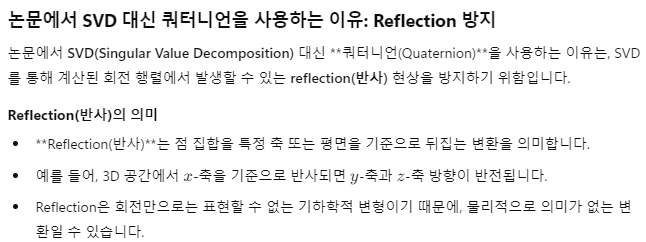 논문에서 SVD 대신 쿼터니언을 사용하는 이유: Reflection 방지
논문에서 SVD(Singular Value Decomposition) 대신 **쿼터니언(Quaternion)**을 사용하는 이유는, SVD
를 통해 계산된 회전 행렬에서 발생할 수 있는 reflection(반사) 현상을 방지하기 위함입니다.
Reflection(반사)의 의미
• **Reflection(반사)**는 점 집합을 특정 축 또는 평면을 기준으로 뒤집는 변환을 의미합니다.
• 예를 들어, 3D 공간에서 x-축을 기준으로 반사되면 y-축과 z-축 방향이 반전됩니다.
• Reflection은 회전만으로는 표현할 수 없는 기하학적 변형이기 때문에, 물리적으로 의미가 없는 변
환일 수 있습니다.